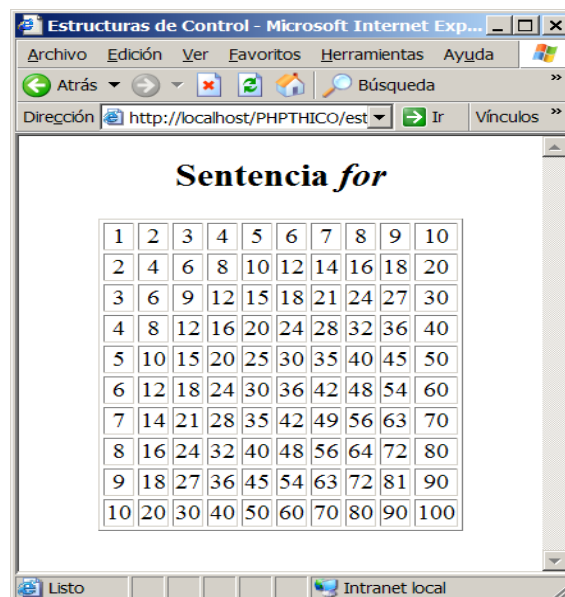 Estructuras de Control - Microsoft Internet Exp...
Archivo Edición Ver Favoritos Herramientas Ayuda
Atrás Búsqueda »
Dirección http://localhost/PHPTHICO/est Ir Vínculos »
Sentencia for
1 2 3 4 5 6 7 8 9 10
2 4 6 8 10 12 14 16 18 20
3 6 9 12 15 18 21 24 27 30
4 8 12 16 20 24 28 32 36 40
5 10 15 20 25 30 35 40 45 50
6 12 18 24 30 36 42 48 54 60
7 14 21 28 35 42 49 56 63 70
8 16 24 32 40 48 56 64 72 80
9 18 27 36 45 54 63 72 81 90
10 20 30 40 50 60 70 80 90 100
Listo Intranet local